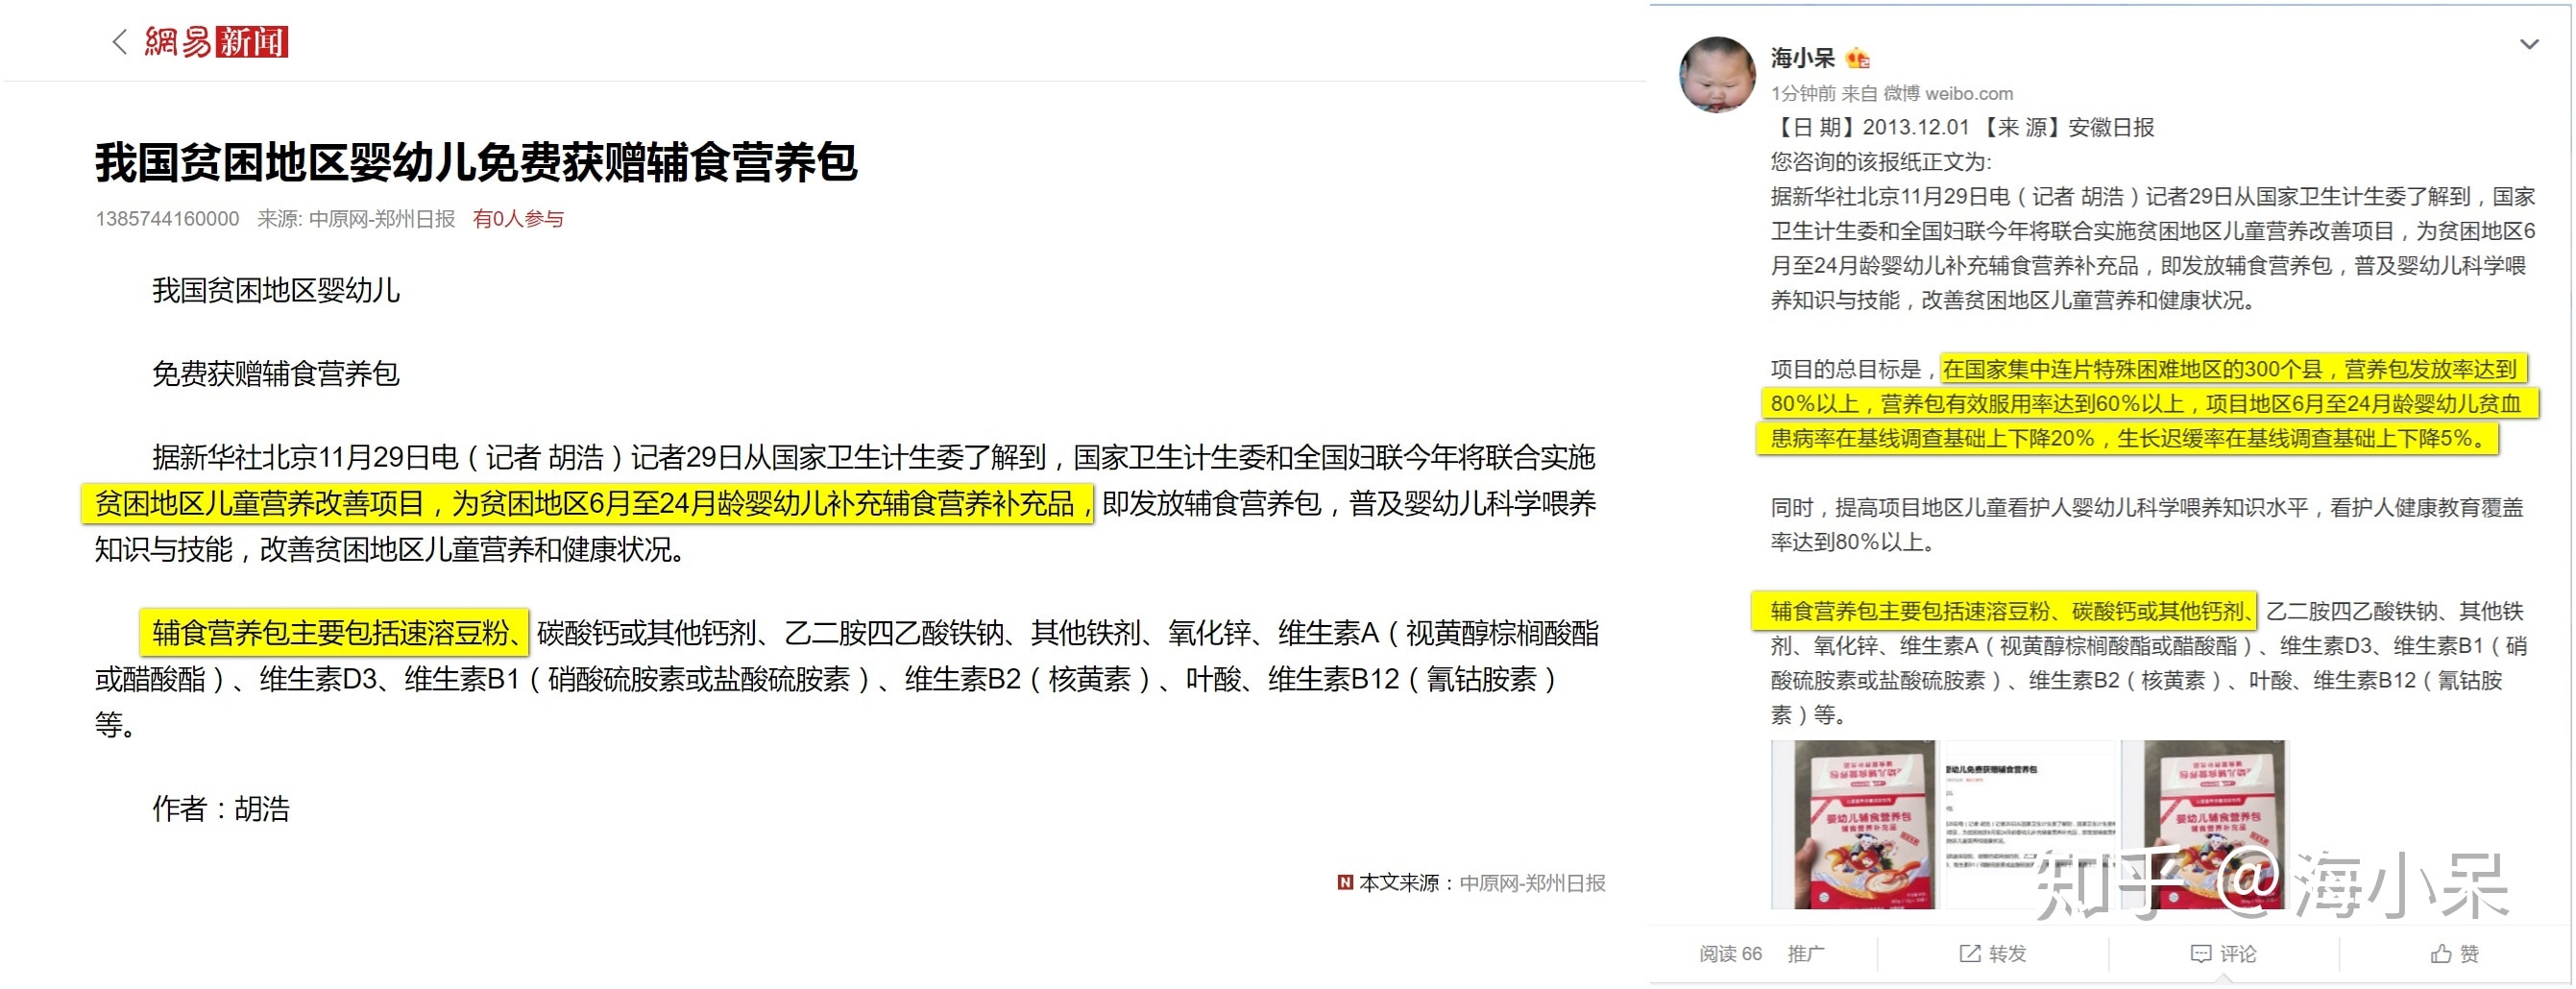 網易新闻
我国贫困地区婴幼儿免费获赠辅食营养包
1385744160000 来源: 中原网-郑州日报 有0人参与
我国贫困地区婴幼儿
免费获赠辅食营养包
据新华社北京11月29日电（记者 胡浩）记者29日从国家卫生计生委了解到，国家卫生计生委和全国妇联今年将联合实施
贫困地区儿童营养改善项目，为贫困地区6月至24月龄婴幼儿补充辅食营养补充品，即发放辅食营养包，普及婴幼儿科学喂养
知识与技能，改善贫困地区儿童营养和健康状况。
辅食营养包主要包括速溶豆粉、碳酸钙或其他钙剂、乙二胺四乙酸铁钠、其他铁剂、氧化锌、维生素A（视黄醇棕榈酸酯
或醋酸酯）、维生素D3、维生素B1（硝酸硫胺素或盐酸硫胺素）、维生素B2（核黄素）、叶酸、维生素B12（氰钴胺素）
等。
作者：胡浩
本文来源：中原网-郑州日报
海小呆
1分钟前 来自 微博 weibo.com
【日 期】2013.12.01 【来 源】安徽日报
您咨询的该报纸正文为:
据新华社北京11月29日电（记者 胡浩）记者29日从国家卫生计生委了解到，国家
卫生计生委和全国妇联今年将联合实施贫困地区儿童营养改善项目，为贫困地区6
月至24月龄婴幼儿补充辅食营养补充品，即发放辅食营养包，普及婴幼儿科学喂
养知识与技能，改善贫困地区儿童营养和健康状况。
项目的总目标是，在国家集中连片特殊困难地区的300个县，营养包发放率达到
80%以上，营养包有效服用率达到60%以上，项目地区6月至24月龄婴幼儿贫血
患病率在基线调查基础上下降20%，生长迟缓率在基线调查基础上下降5%。
同时，提高项目地区儿童看护人婴幼儿科学喂养知识水平，看护人健康教育覆盖
率达到80%以上。
辅食营养包主要包括速溶豆粉、碳酸钙或其他钙剂、乙二胺四乙酸铁钠、其他铁
剂、氧化锌、维生素A（视黄醇棕榈酸酯或醋酸酯）、维生素D3、维生素B1（硝
酸硫胺素或盐酸硫胺素）、维生素B2（核黄素）、叶酸、维生素B12（氰钴胺
素）等。
婴幼儿辅食营养包
辅食营养补充品
婴幼儿免费获赠辅食营养包
婴幼儿辅食营养包
辅食营养补充品
知乎 @海小呆
阅读 66 推广 转发 评论 赞